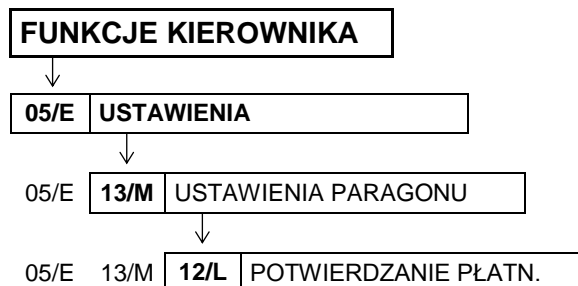 FUNKCJE KIEROWNIKA
05/E USTAWIENIA
05/E 13/M USTAWIENIA PARAGONU
05/E 13/M 12/L POTWIERDZANIE PŁATN.